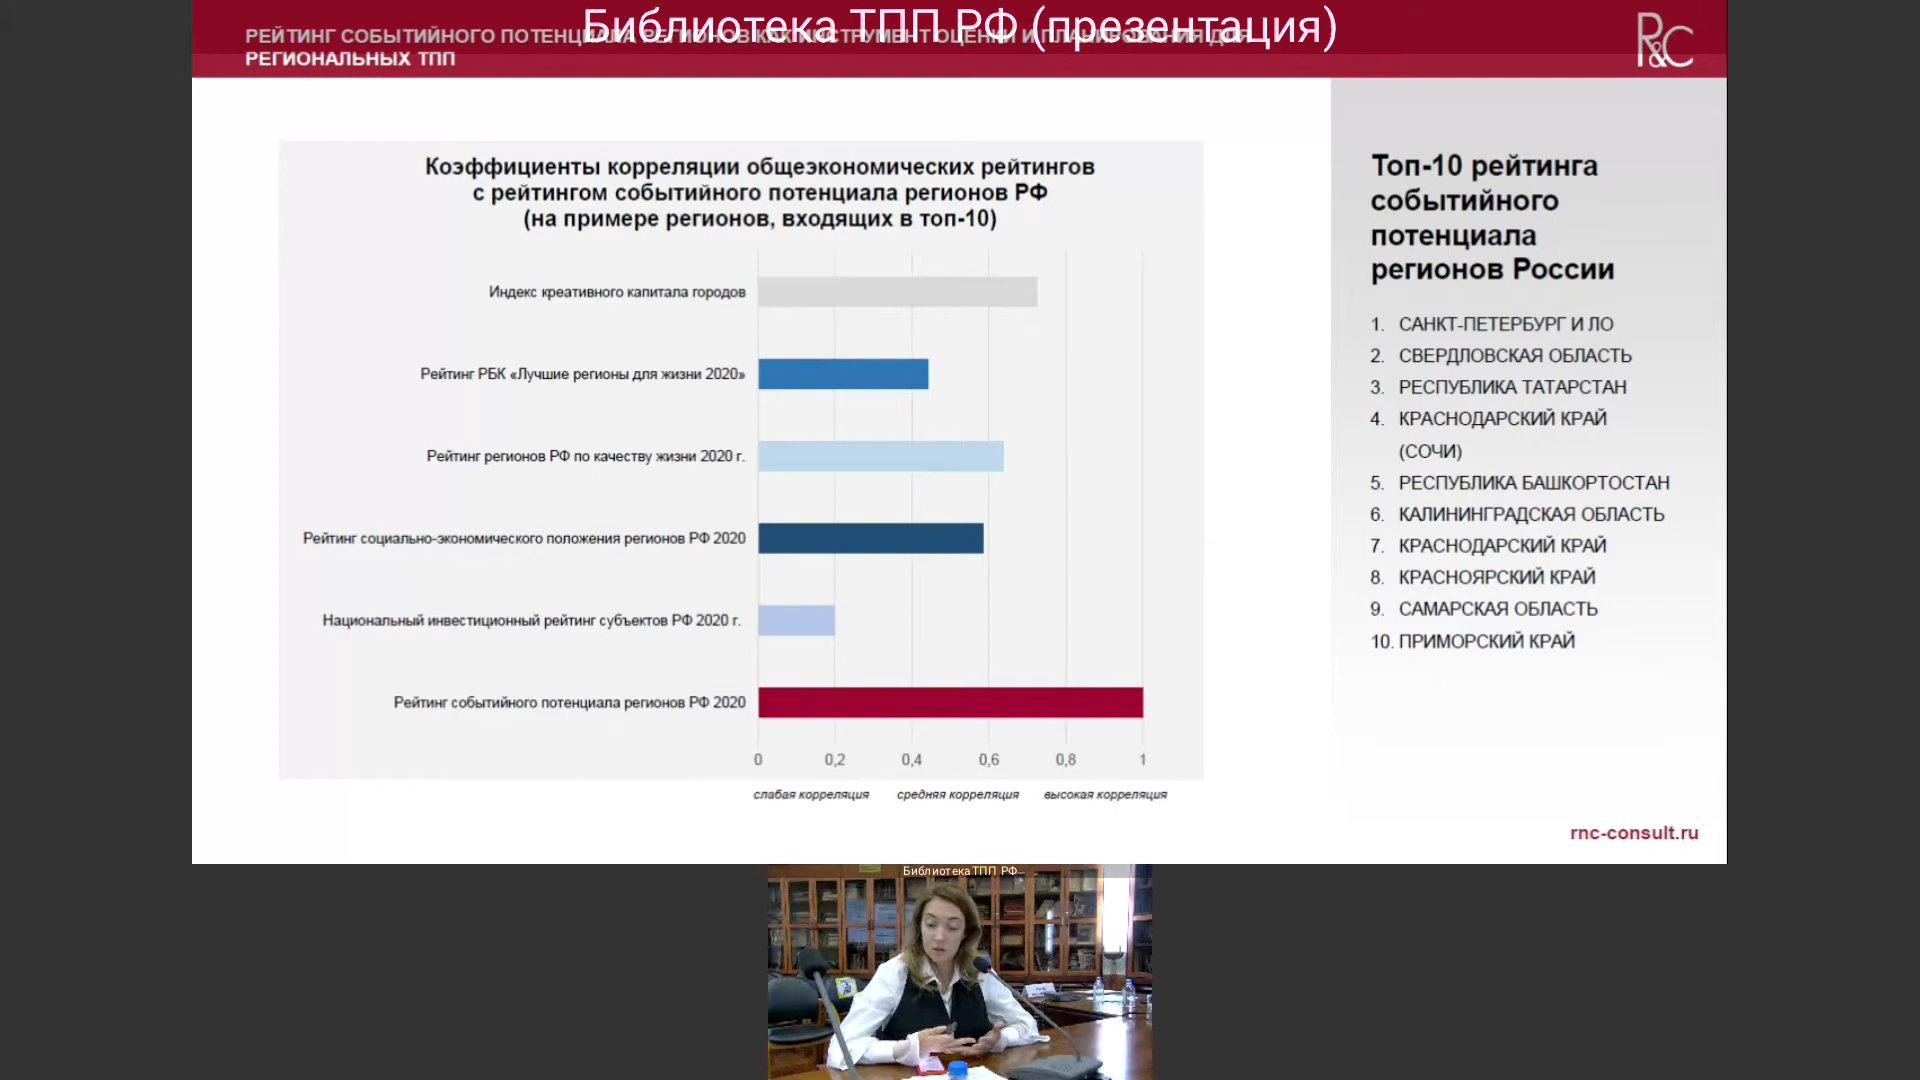 Библиотека ТПП РФ (презентация)
РЕЙТИНГ СОБЫТИЙНОГО ПОТЕНЦИАЛА РЕГИОНОВ КАК ИНСТРУМЕНТ ОЦЕНКИ И ПЛАНИРОВАНИЯ ДЛЯ
РЕГИОНАЛЬНЫХ ТПП
R&C
Коэффициенты корреляции общеэкономических рейтингов
с рейтингом событийного потенциала регионов РФ
(на примере регионов, входящих в топ-10)
Индекс креативного капитала городов
Рейтинг РБК «Лучшие регионы для жизни 2020»
Рейтинг регионов РФ по качеству жизни 2020 г.
Рейтинг социально-экономического положения регионов РФ 2020
Национальный инвестиционный рейтинг субъектов РФ 2020 г.
Рейтинг событийного потенциала регионов РФ 2020
0 0,2 0,4 0,6 0,8 1
слабая корреляция средняя корреляция высокая корреляция
Топ-10 рейтинга
событийного
потенциала
регионов России
1. САНКТ-ПЕТЕРБУРГ И ЛО
2. СВЕРДЛОВСКАЯ ОБЛАСТЬ
3. РЕСПУБЛИКА ТАТАРСТАН
4. КРАСНОДАРСКИЙ КРАЙ
(СОЧИ)
5. РЕСПУБЛИКА БАШКОРТОСТАН
6. КАЛИНИНГРАДСКАЯ ОБЛАСТЬ
7. КРАСНОДАРСКИЙ КРАЙ
8. КРАСНОЯРСКИЙ КРАЙ
9. САМАРСКАЯ ОБЛАСТЬ
10. ПРИМОРСКИЙ КРАЙ
rnc-consult.ru
Библиотека ТПП РФ